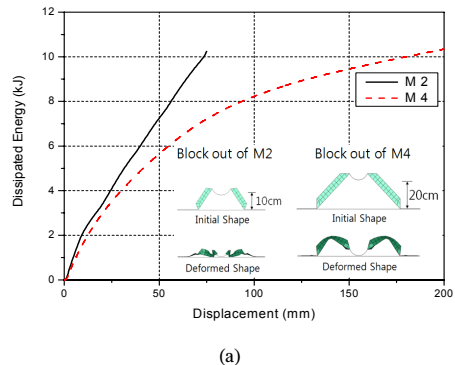 12
10
8
6
4
2
0
Dissipated Energy (kJ)
M 2
M 4
Block out of M2
Block out of M4
10cm
20cm
Initial Shape
Initial Shape
Deformed Shape
Deformed Shape
0 50 100 150 200
Displacement (mm)
(a)